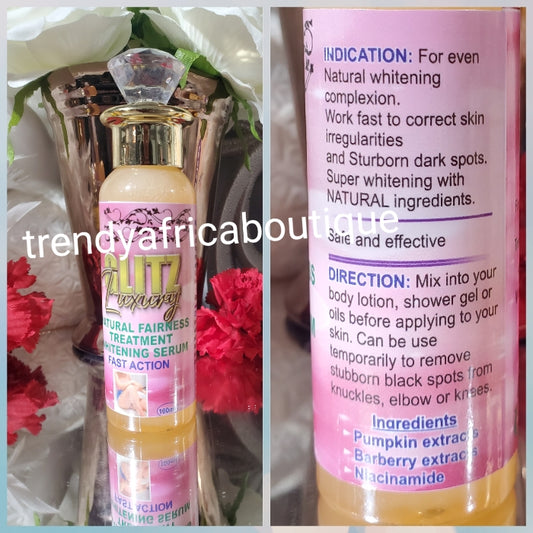 trendyafricaboutique
GLITZ
Luxury
NATURAL FAIRNESS
TREATMENT
WHITENING SERUM
FAST ACTION
INDICATION: For even
Natural whitening
complexion.
Work fast to correct skin
irregularities
and Sturborn dark spots.
Super whitening with
NATURAL ingredients.
Safe and effective
DIRECTION: Mix into your
body lotion, shower gel or
oils before applying to your
skin. Can be use
temporarily to remove
stubborn black spots from
knuckles, elbow or knees.
Ingredients
Pumpkin extracts
Barberry extracts
Niacinamide